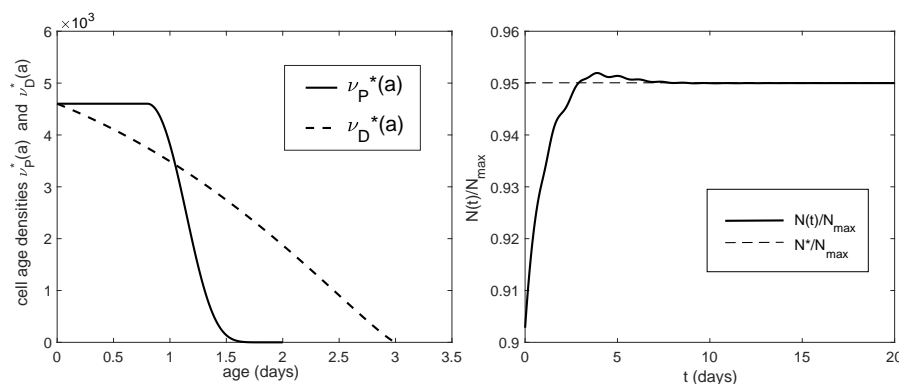 ×10³
6
5
4
3
2
1
0
0 0.5 1 1.5 2 2.5 3 3.5
age (days)
cell age densities ν_P^*(a) and ν_D^*(a)
ν_P^*(a)
ν_D^*(a)
0.96
0.95
0.94
0.93
0.92
0.91
0.9
0 5 10 15 20
t (days)
N(t)/N_max
N(t)/N_max
N*/N_max